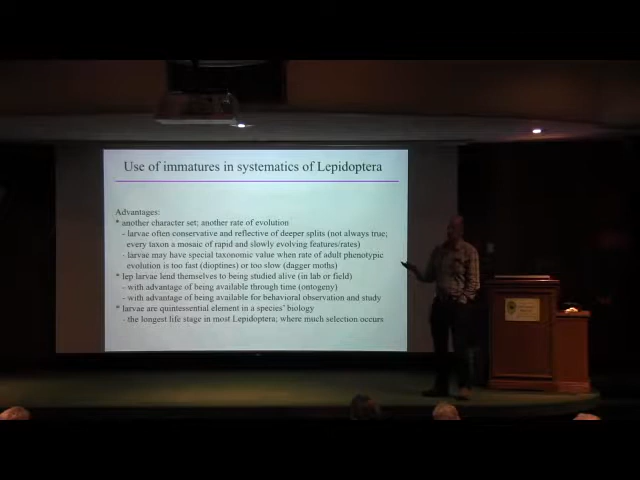 Use of immatures in systematics of Lepidoptera
Advantages:
* another character set; another rate of evolution
- larvae often conservative and reflective of deeper splits (not always true;
every taxon a mosaic of rapid and slowly evolving features/rates)
- larvae may have special taxonomic value when rate of adult phenotypic
evolution is too fast (dioptines) or too slow (dagger moths)
* lep larvae lend themselves to being studied alive (in lab or field)
- with advantage of being available through time (ontogeny)
- with advantage of being available for behavioral observation and study
* larvae are quintessential element in a species' biology
- the longest life stage in most Lepidoptera; where much selection occurs